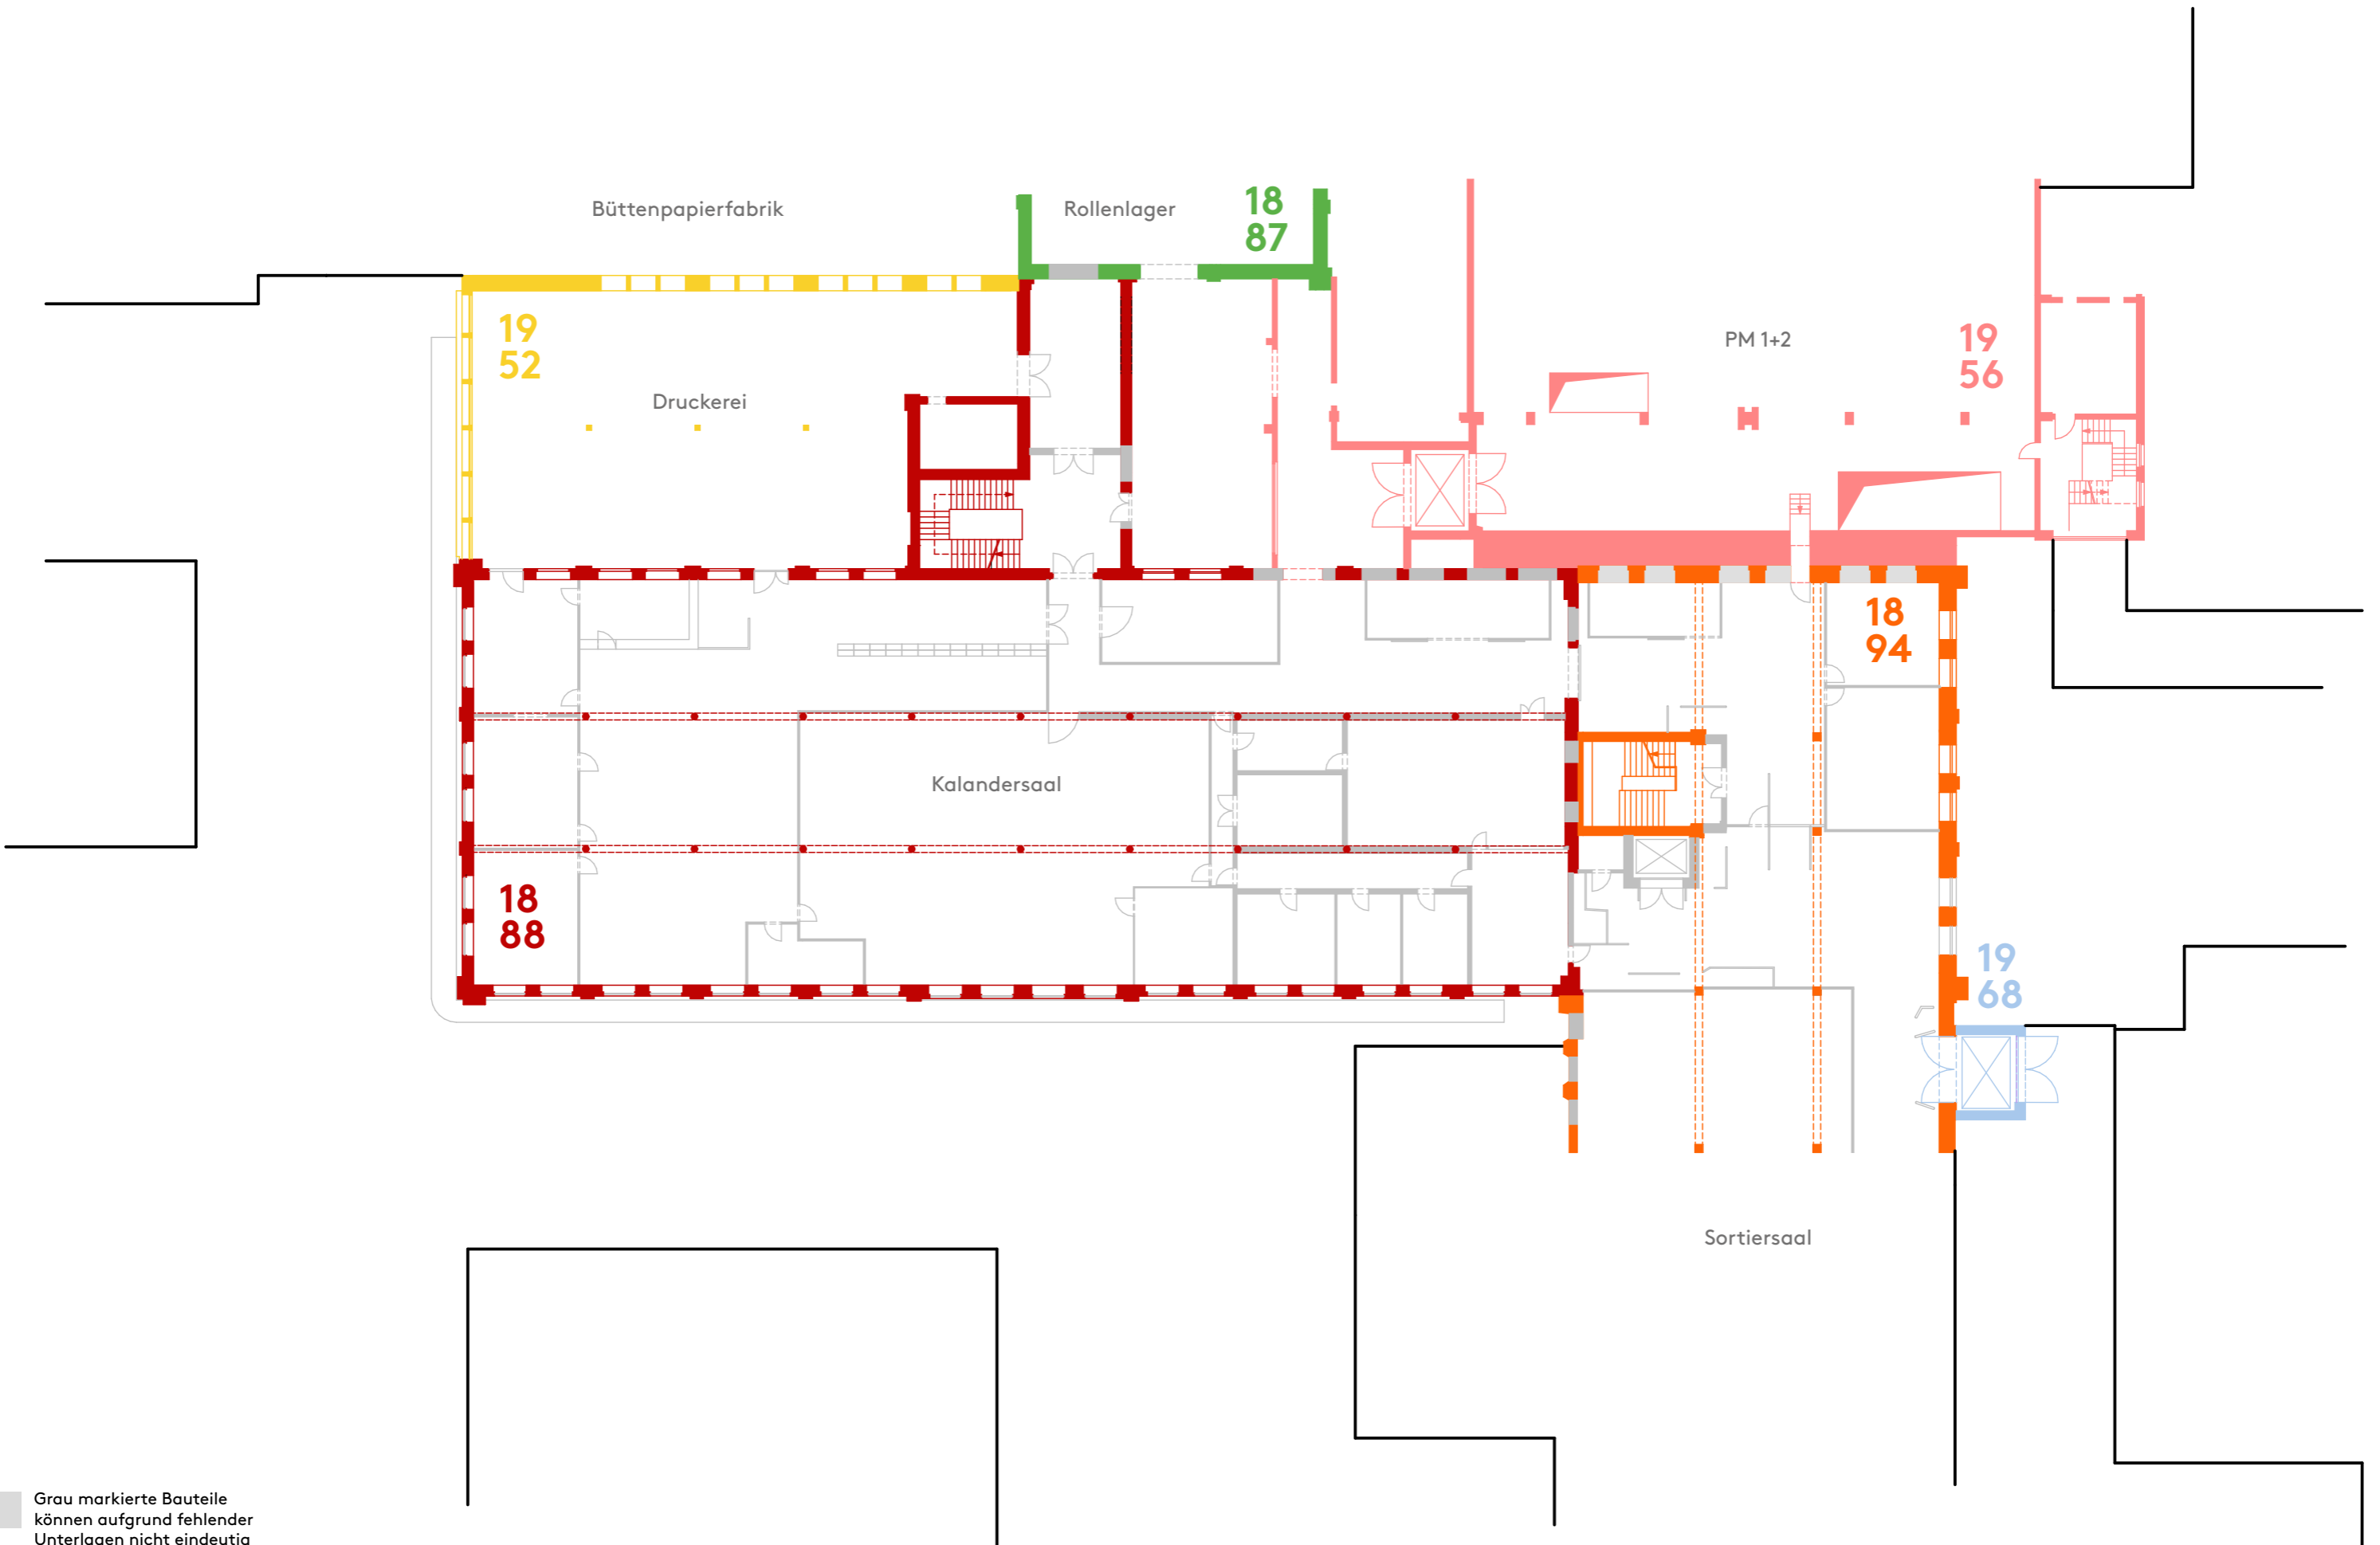 Büttenpapierfabrik
Rollenlager
18
87
19
52
Druckerei
PM 1+2
19
56
18
94
Kalandersaal
18
88
19
68
Sortiersaal
Grau markierte Bauteile
können aufgrund fehlender
Unterlagen nicht eindeutig